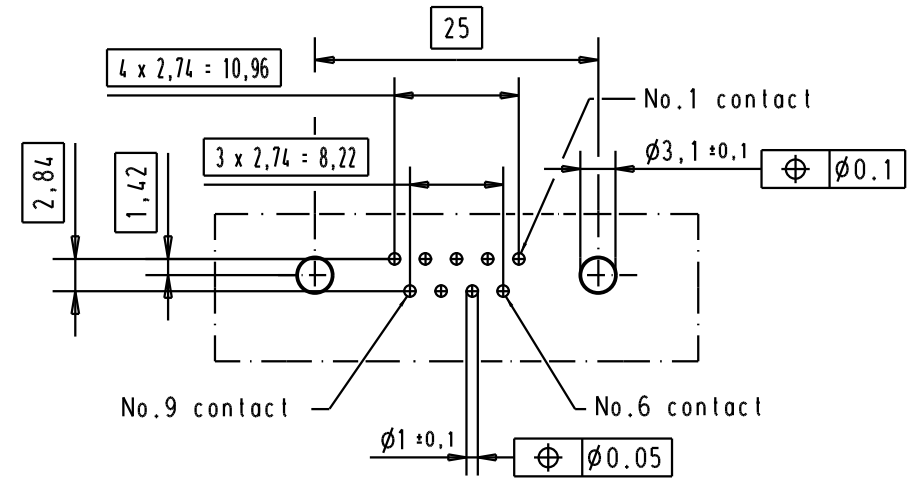 25
4 x 2,74 = 10,96
No.1 contact
3 x 2,74 = 8,22
Ø3,1 ±0,1
Ø0.1
2,84
1,42
No.9 contact
No.6 contact
Ø1 ±0,1
Ø0.05